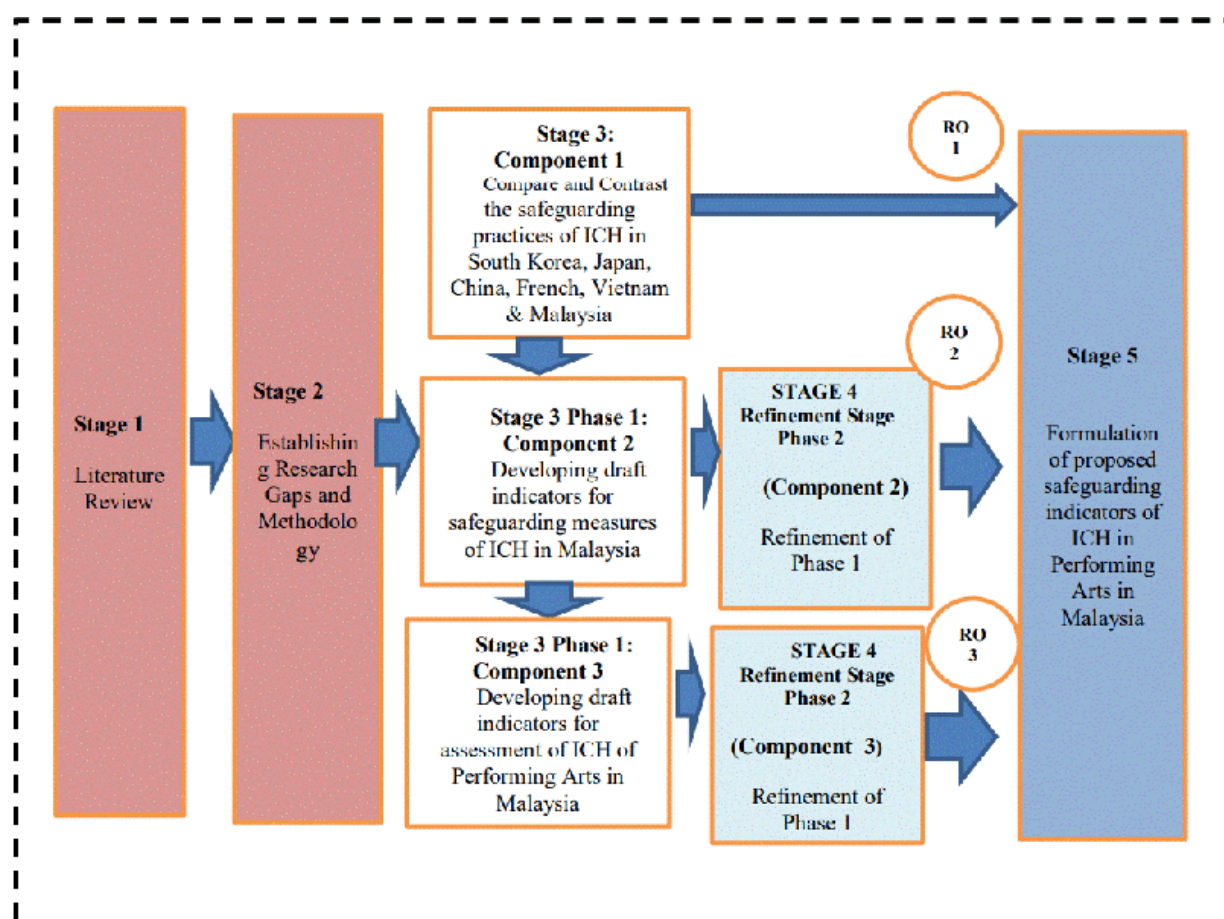 Stage 1
Literature
Review
Stage 2
Establishin
g Research
Gaps and
Methodolo
gy
Stage 3:
Component 1
Compare and Contrast
the safeguarding
practices of ICH in
South Korea, Japan,
China, French, Vietnam
& Malaysia
Stage 3 Phase 1:
Component 2
Developing draft
indicators for
safeguarding measures
of ICH in Malaysia
Stage 3 Phase 1:
Component 3
Developing draft
indicators for
assessment of ICH of
Performing Arts in
Malaysia
STAGE 4
Refinement Stage
Phase 2
(Component 2)
Refinement of
Phase 1
STAGE 4
Refinement Stage
Phase 2
(Component 3)
Refinement of
Phase 1
RO
1
RO
2
RO
3
Stage 5
Formulation
of proposed
safeguarding
indicators of
ICH in
Performing
Arts in
Malaysia